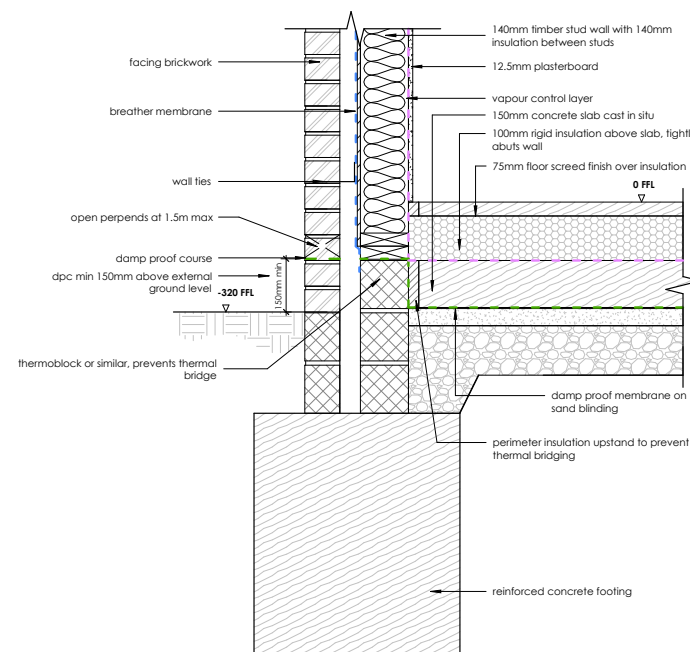 140mm timber stud wall with 140mm
insulation between studs
facing brickwork
12.5mm plasterboard
breather membrane
vapour control layer
150mm concrete slab cast in situ
100mm rigid insulation above slab, tightl
abuts wall
75mm floor screed finish over insulation
wall ties
0 FFL
open perpends at 1.5m max
damp proof course
dpc min 150mm above external
ground level
150mm min
-320 FFL
thermoblock or similar, prevents thermal
bridge
damp proof membrane on
sand blinding
perimeter insulation upstand to prevent
thermal bridging
reinforced concrete footing